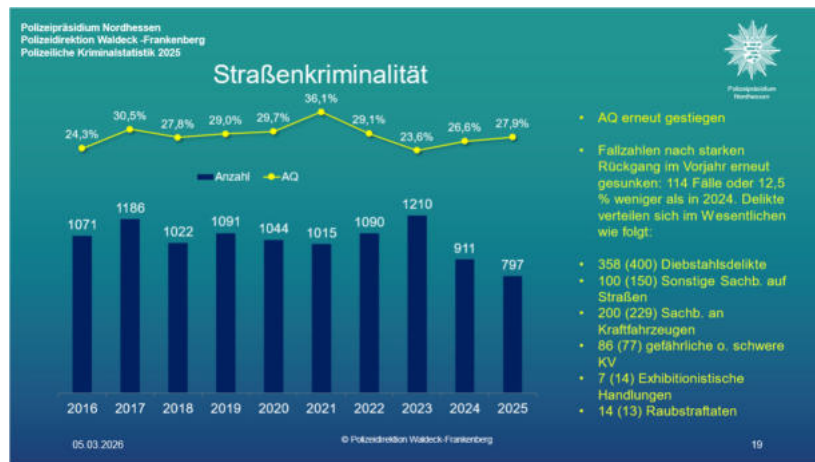 Polizeipräsidium Nordhessen
Polizeidirektion Waldeck -Frankenberg
Polizeiliche Kriminalstatistik 2025
Straßenkriminalität
Polizeipräsidium
Nordhessen
24,3% 30,5% 27,8% 29,0% 29,7% 36,1% 29,1% 23,6% 26,6% 27,9%
Anzahl AQ
1071 1186 1022 1091 1044 1015 1090 1210 911 797
2016 2017 2018 2019 2020 2021 2022 2023 2024 2025
• AQ erneut gestiegen
• Fallzahlen nach starken
Rückgang im Vorjahr erneut
gesunken: 114 Fälle oder 12,5
% weniger als in 2024. Delikte
verteilen sich im Wesentlichen
wie folgt:
• 358 (400) Diebstahlsdelikte
• 100 (150) Sonstige Sachb. auf
Straßen
• 200 (229) Sachb. an
Kraftfahrzeugen
• 86 (77) gefährliche o. schwere
KV
• 7 (14) Exhibitionistische
Handlungen
• 14 (13) Raubstraftaten
05.03.2026
© Polizeidirektion Waldeck-Frankenberg
19